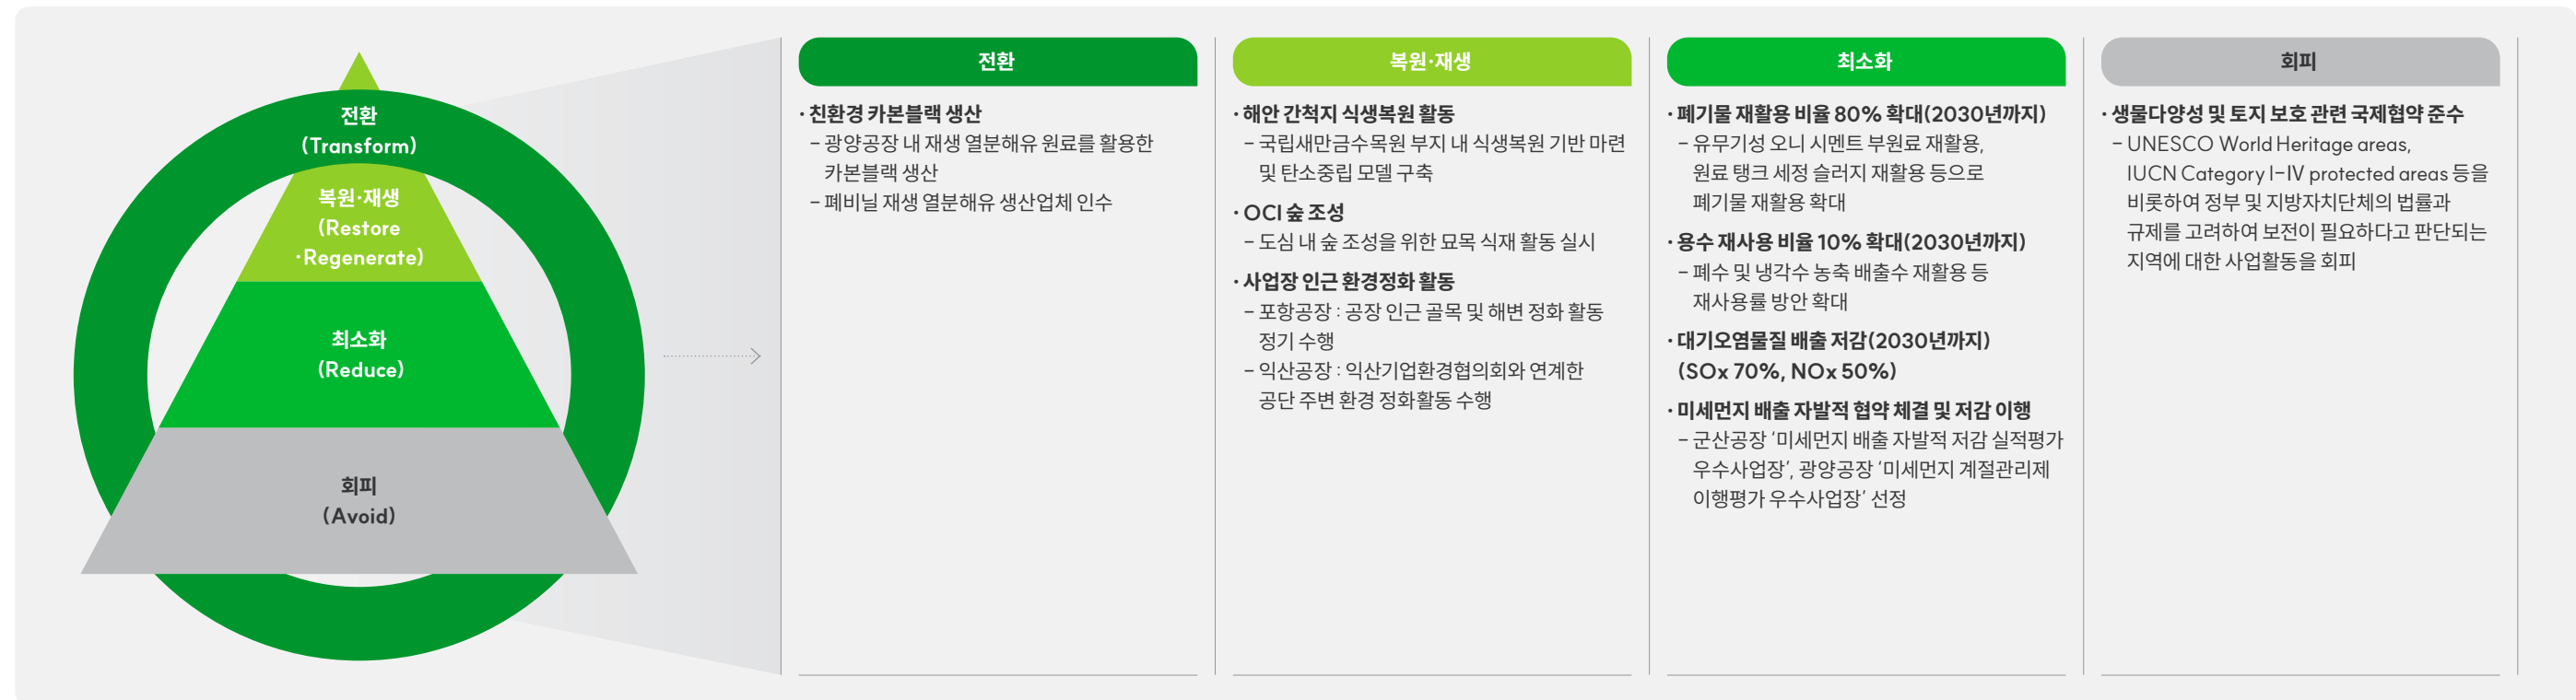 전환
(Transform)
복원·재생
(Restore
·Regenerate)
최소화
(Reduce)
회피
(Avoid)
전환
· 친환경 카본블랙 생산
– 광양공장 내 재생 열분해유 원료를 활용한
카본블랙 생산
– 폐비닐 재생 열분해유 생산업체 인수
복원·재생
· 해안 간척지 식생복원 활동
– 국립새만금수목원 부지 내 식생복원 기반 마련
및 탄소중립 모델 구축
· OCI 숲 조성
– 도심 내 숲 조성을 위한 묘목 식재 활동 실시
· 사업장 인근 환경정화 활동
– 포항공장 : 공장 인근 골목 및 해변 정화 활동
정기 수행
– 익산공장 : 익산기업환경협의회와 연계한
공단 주변 환경 정화활동 수행
최소화
· 폐기물 재활용 비율 80% 확대(2030년까지)
– 유무기성 오니 시멘트 부원료 재활용,
원료 탱크 세정 슬러지 재활용 등으로
폐기물 재활용 확대
· 용수 재사용 비율 10% 확대(2030년까지)
– 폐수 및 냉각수 농축 배출수 재활용 등
재사용률 방안 확대
· 대기오염물질 배출 저감(2030년까지)
(SOx 70%, NOx 50%)
· 미세먼지 배출 자발적 협약 체결 및 저감 이행
– 군산공장 ‘미세먼지 배출 자발적 저감 실적평가
우수사업장’, 광양공장 ‘미세먼지 계절관리제
이행평가 우수사업장’ 선정
회피
· 생물다양성 및 토지 보호 관련 국제협약 준수
– UNESCO World Heritage areas,
IUCN Category I–IV protected areas 등을
비롯하여 정부 및 지방자치단체의 법률과
규제를 고려하여 보전이 필요하다고 판단되는
지역에 대한 사업활동을 회피